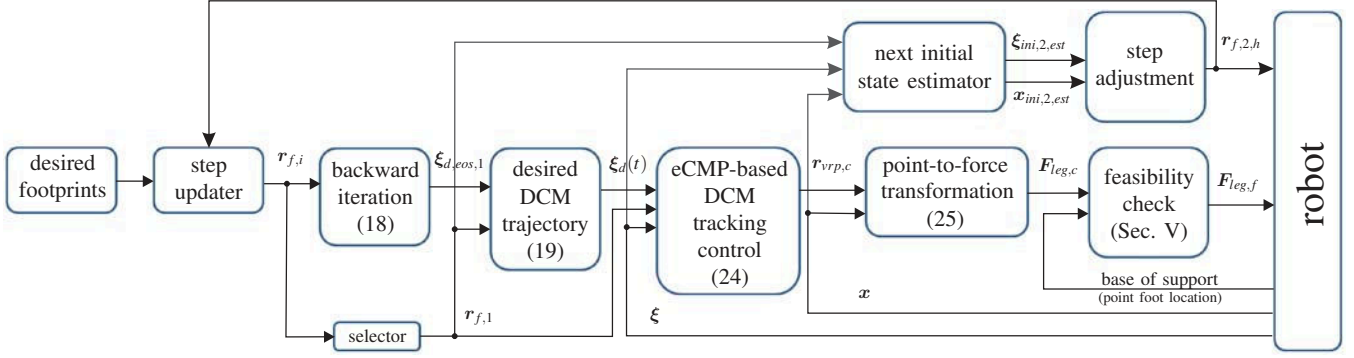 next initial
state estimator
ξini,2,est
xini,2,est
step
adjustment
rf,2,h
desired
footprints
step
updater
rf,i
backward
iteration
(18)
ξd,eos,1
desired
DCM
trajectory
(19)
ξd(t)
eCMP-based
DCM
tracking
control
(24)
rvrp,c
point-to-force
transformation
(25)
Fleg,c
feasibility
check
(Sec. V)
Fleg,f
robot
base of support
(point foot location)
selector
rf,1
ξ
x